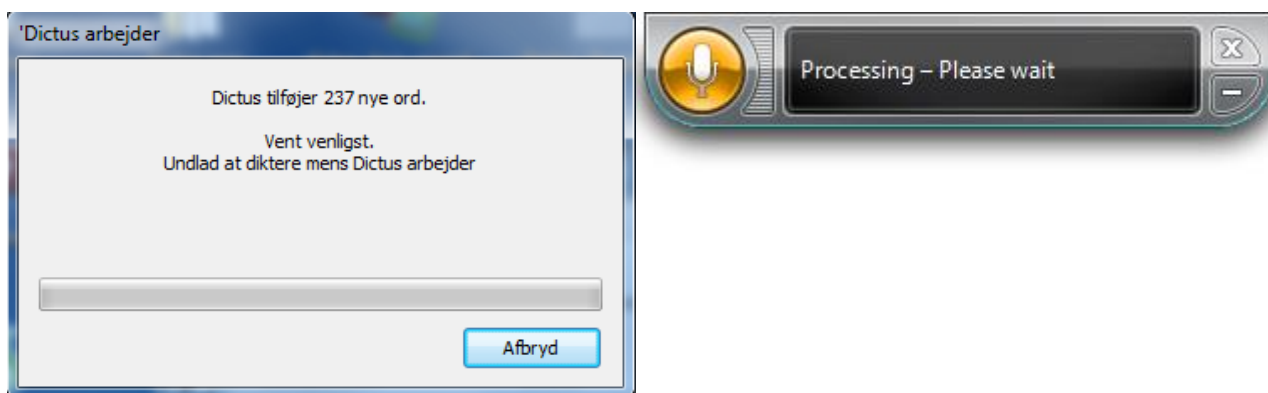 'Dictus arbejder
Dictus tilføjer 237 nye ord.
Vent venligst.
Undlad at diktere mens Dictus arbejder
Afbryd
Processing – Please wait